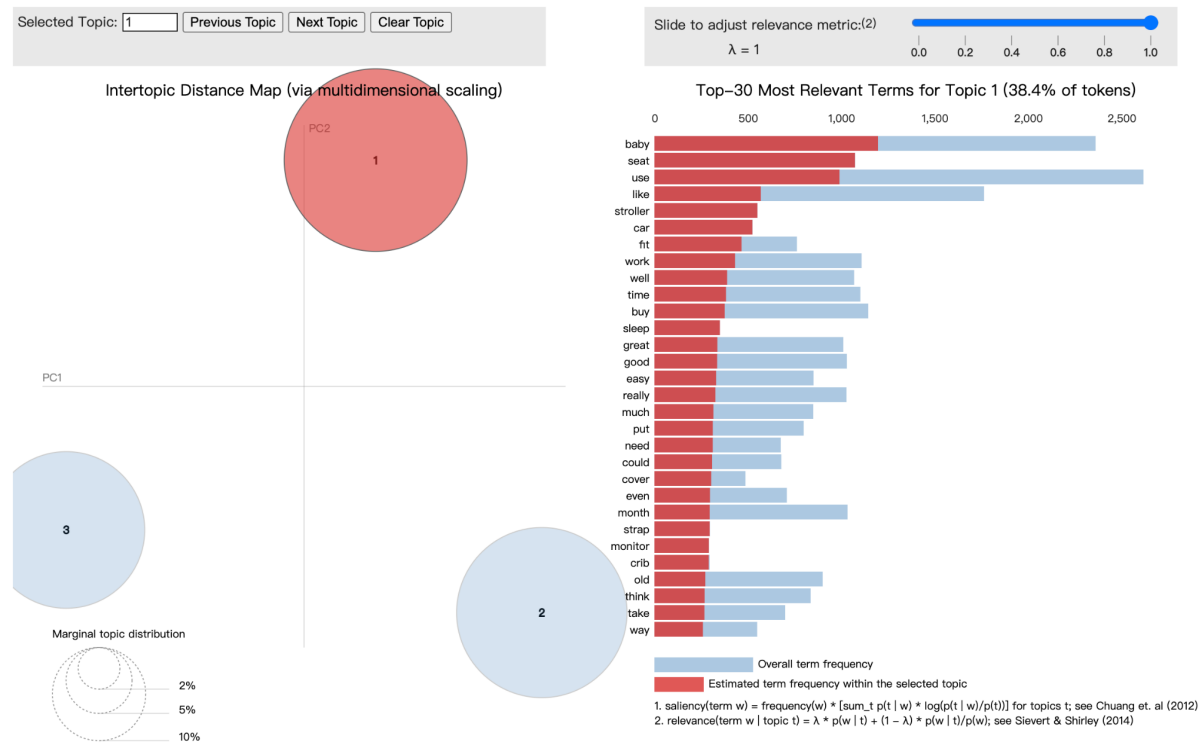 Selected Topic: 1 Previous Topic Next Topic Clear Topic
Slide to adjust relevance metric:(2)
λ = 1
0.0 0.2 0.4 0.6 0.8 1.0
Intertopic Distance Map (via multidimensional scaling)
PC2
PC1
1
3
2
Marginal topic distribution
2%
5%
10%
Top-30 Most Relevant Terms for Topic 1 (38.4% of tokens)
0 500 1,000 1,500 2,000 2,500
baby
seat
use
like
stroller
car
fit
work
well
time
buy
sleep
great
good
easy
really
much
put
need
could
cover
even
month
strap
monitor
crib
old
think
take
way
Overall term frequency
Estimated term frequency within the selected topic
1. saliency(term w) = frequency(w) * [sum_t p(t | w) * log(p(t | w)/p(t))] for topics t; see Chuang et. al (2012)
2. relevance(term w | topic t) = λ * p(w | t) + (1 - λ) * p(w | t)/p(w); see Sievert & Shirley (2014)